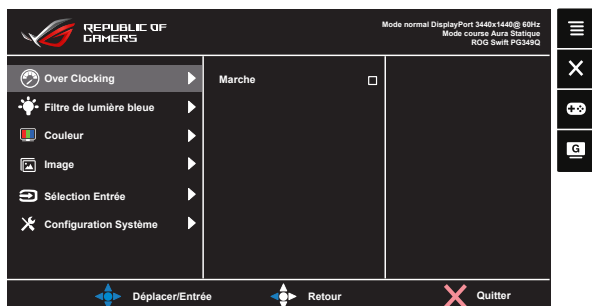 REPUBLIC OF
GAMERS
Mode normal DisplayPort 3440x1440@ 60Hz
Mode course Aura Statique
ROG Swift PG349Q
Over Clocking
Marche
Filtre de lumière bleue
Couleur
Image
Sélection Entrée
Configuration Système
Déplacer/Entrée
Retour
Quitter
G